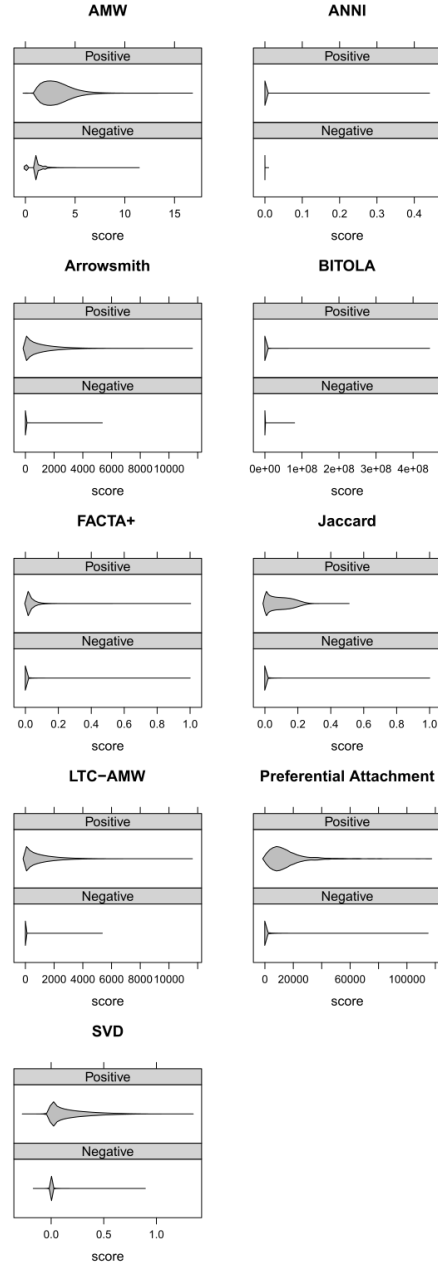 AMW
Positive
Negative
0 5 10 15
score
ANNI
Positive
Negative
0.0 0.1 0.2 0.3 0.4
score
Arrowsmith
Positive
Negative
0 2000 4000 6000 8000 10000
score
BITOLA
Positive
Negative
0e+00 1e+08 2e+08 3e+08 4e+08
score
FACTA+
Positive
Negative
0.0 0.2 0.4 0.6 0.8 1.0
score
Jaccard
Positive
Negative
0.0 0.2 0.4 0.6 0.8 1.0
score
LTC−AMW
Positive
Negative
0 2000 4000 6000 8000 10000
score
Preferential Attachment
Positive
Negative
0 20000 60000 100000
score
SVD
Positive
Negative
0.0 0.5 1.0
score